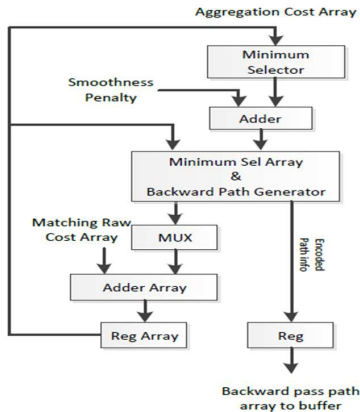 Aggregation Cost Array
Minimum
Selector
Smoothness
Penalty
Adder
Minimum Sel Array
&
Backward Path Generator
Matching Raw
Cost Array
MUX
Encoded
Path info
Adder Array
Reg Array
Reg
Backward pass path
array to buffer